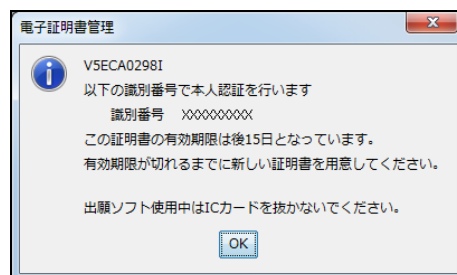 電子証明書管理
V5ECA0298I
以下の識別番号で本人認証を行います
識別番号 XXXXXXXXX
この証明書の有効期限は後15日となっています。
有効期限が切れるまでに新しい証明書を用意してください。
出願ソフト使用中はICカードを抜かないでください。
OK